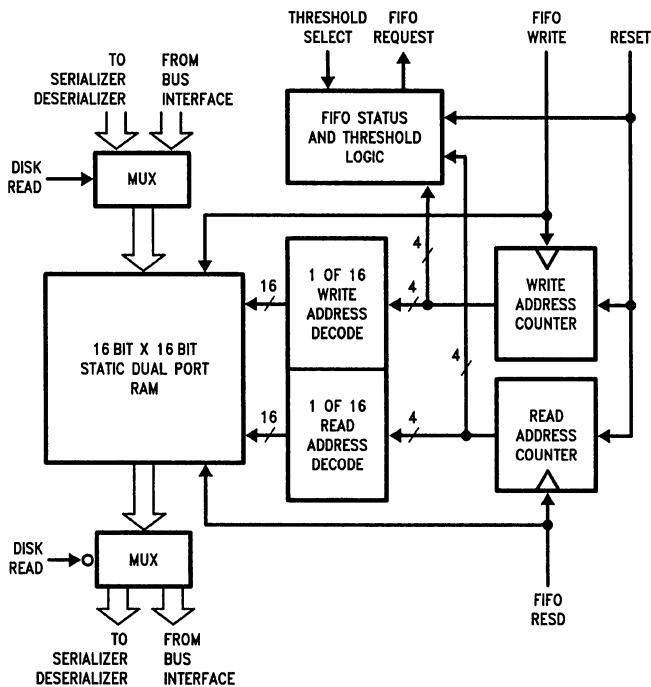 THRESHOLD SELECT
FIFO REQUEST
FIFO WRITE
RESET
TO SERIALIZER DESERIALIZER
FROM BUS INTERFACE
FIFO STATUS
AND THRESHOLD
LOGIC
DISK
READ
MUX
4
16
1 OF 16
WRITE
ADDRESS
DECODE
4
WRITE
ADDRESS
COUNTER
16 BIT X 16 BIT
STATIC DUAL PORT
RAM
4
16
1 OF 16
READ
ADDRESS
DECODE
4
READ
ADDRESS
COUNTER
DISK
READ
MUX
FIFO
RESD
TO SERIALIZER DESERIALIZER
FROM BUS INTERFACE